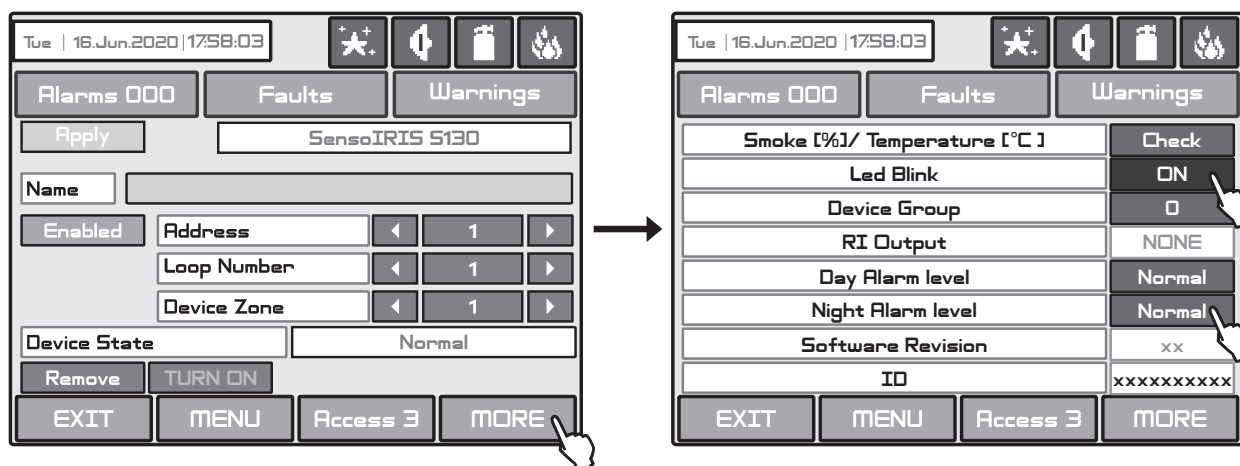 Tue | 16.Jun.2020 | 17:58:03
Alarms 000 Faults Warnings
Apply SensoIRIS S130
Name
Enabled Address 1
Loop Number 1
Device Zone 1
Device State Normal
Remove TURN ON
EXIT MENU Access 3 MORE
Tue | 16.Jun.2020 | 17:58:03
Alarms 000 Faults Warnings
Smoke [%]/ Temperature [°C ] Check
Led Blink ON
Device Group 0
RI Output NONE
Day Alarm level Normal
Night Alarm level Normal
Software Revision xx
ID xxxxxxxxxx
EXIT MENU Access 3 MORE